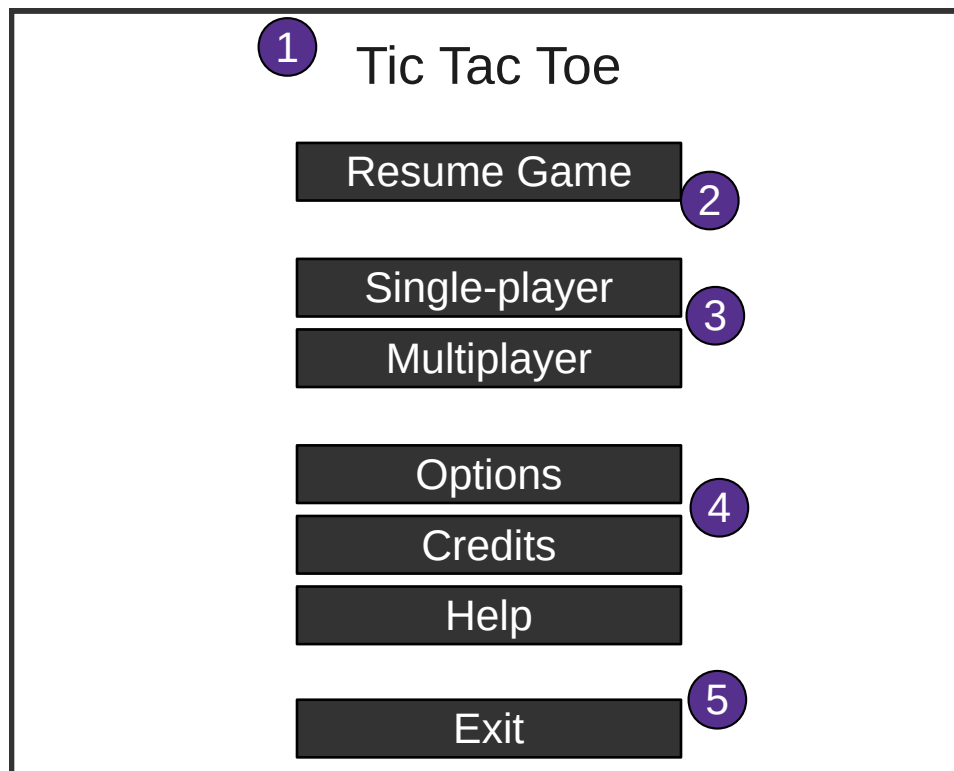 1
Tic Tac Toe
Resume Game
2
Single-player
3
Multiplayer
Options
4
Credits
Help
5
Exit